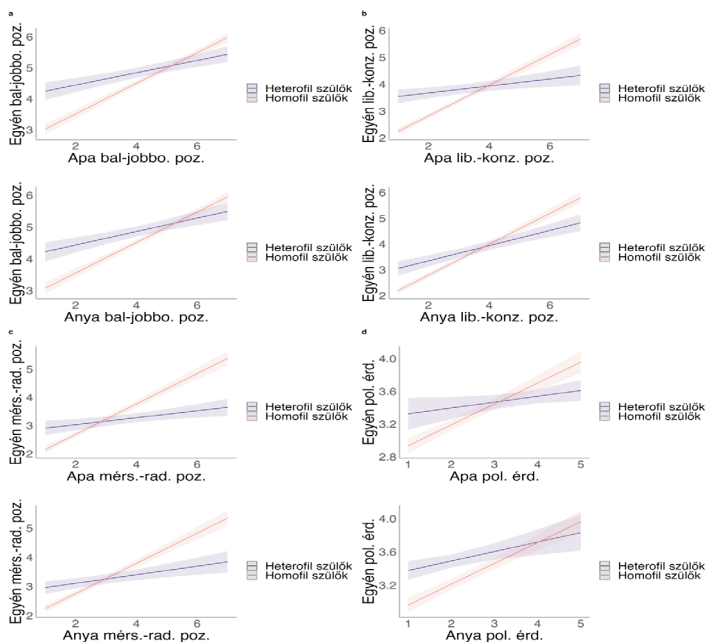 a
Egyén bal-jobbo. poz.
6
5
4
3
2 4 6
Apa bal-jobbo. poz.
Heterofil szülők
Homofil szülők
Egyén bal-jobbo. poz.
6
5
4
3
2 4 6
Anya bal-jobbo. poz.
Heterofil szülők
Homofil szülők
b
Egyén lib.-konz. poz.
6
5
4
3
2
2 4 6
Apa lib.-konz. poz.
Heterofil szülők
Homofil szülők
Egyén lib.-konz. poz.
6
5
4
3
2
2 4 6
Anya lib.-konz. poz.
Heterofil szülők
Homofil szülők
c
Egyén mérs.-rad. poz.
5
4
3
2
2 4 6
Apa mérs.-rad. poz.
Heterofil szülők
Homofil szülők
Egyén mérs.-rad. poz.
5
4
3
2
2 4 6
Anya mérs.-rad. poz.
Heterofil szülők
Homofil szülők
d
Egyén pol. érd.
4.0
3.6
3.2
2.8
1 2 3 4 5
Apa pol. érd.
Heterofil szülők
Homofil szülők
Egyén pol. érd.
4.0
3.6
3.2
1 2 3 4 5
Anya pol. érd.
Heterofil szülők
Homofil szülők